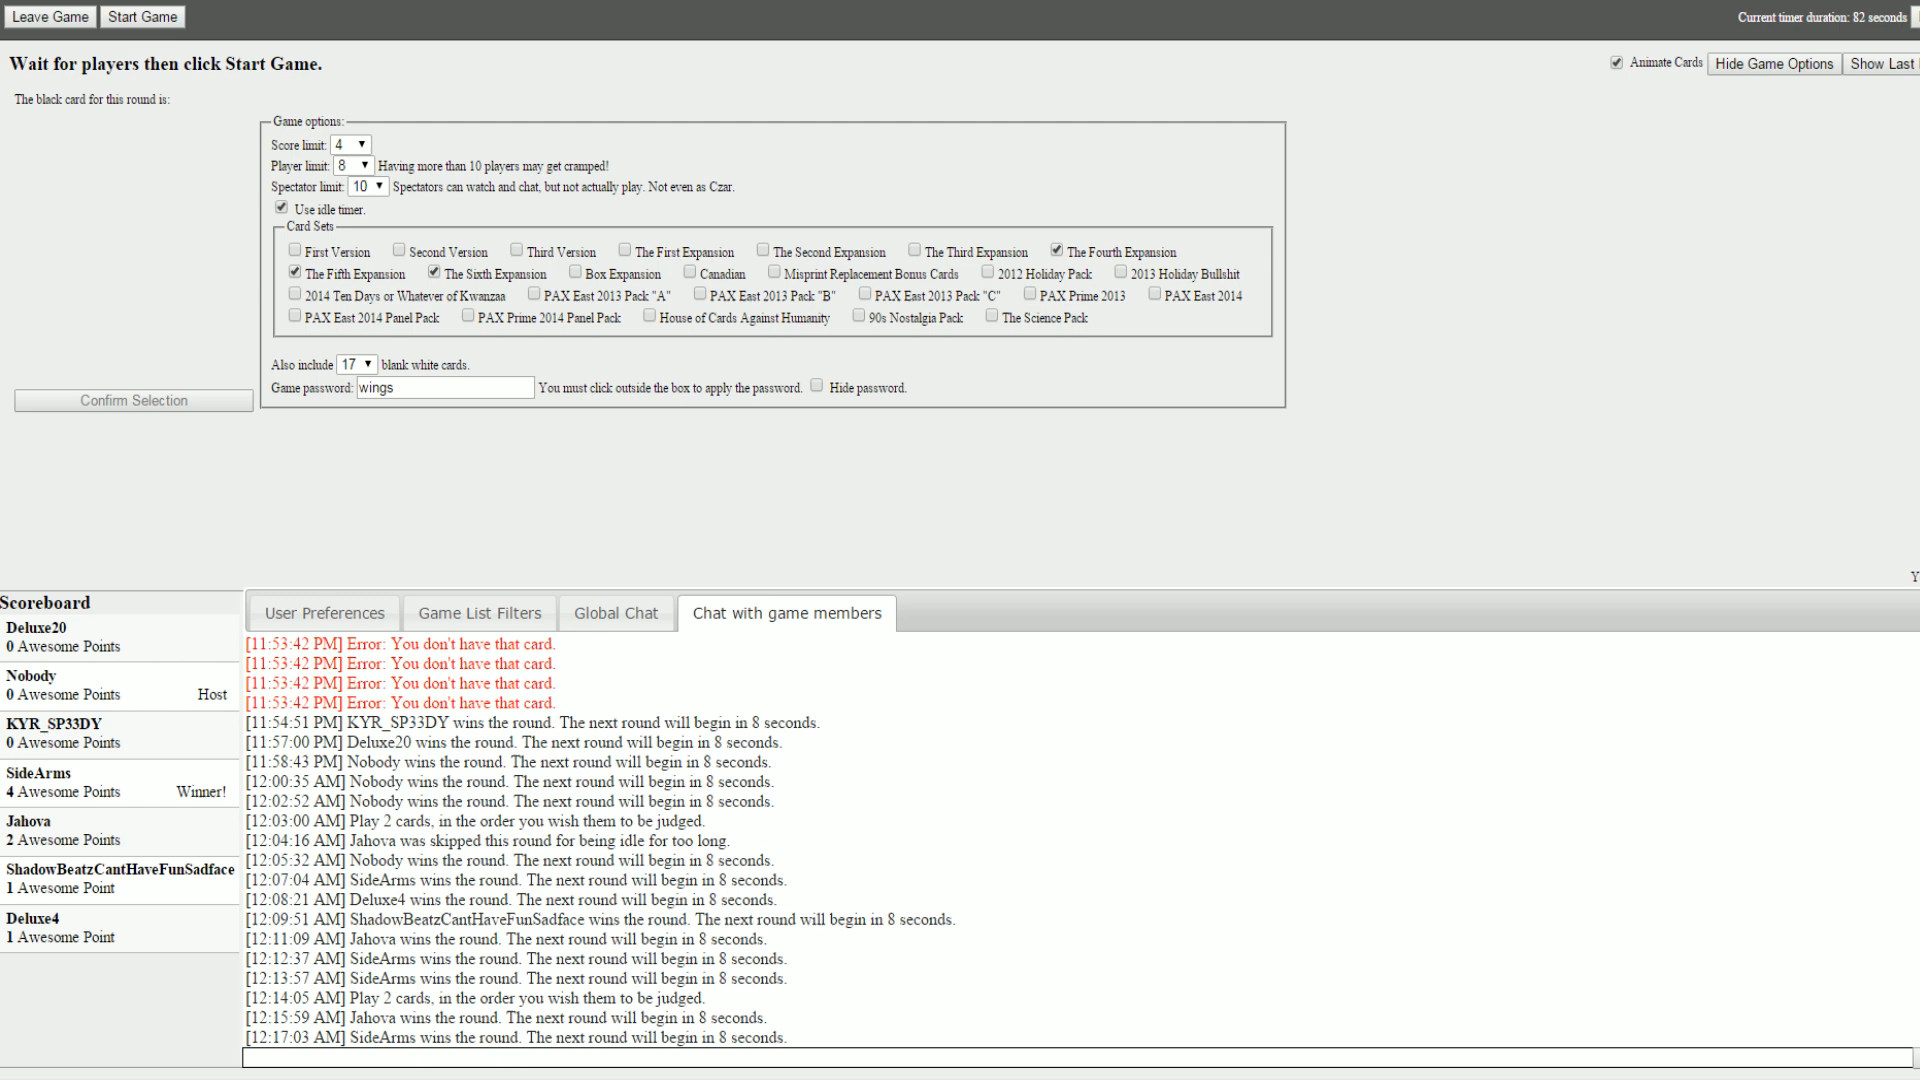 Leave Game Start Game Current timer duration: 82 seconds
Wait for players then click Start Game. Animate Cards Hide Game Options Show Last
The black card for this round is:
Game options:
Score limit: 4
Player limit: 8 Having more than 10 players may get cramped!
Spectator limit: 10 Spectators can watch and chat, but not actually play. Not even as Czar.
Use idle timer.
Card Sets
First Version Second Version Third Version The First Expansion The Second Expansion The Third Expansion The Fourth Expansion
The Fifth Expansion The Sixth Expansion Box Expansion Canadian Misprint Replacement Bonus Cards 2012 Holiday Pack 2013 Holiday Bullshit
2014 Ten Days or Whatever of Kwanzaa PAX East 2013 Pack "A" PAX East 2013 Pack "B" PAX East 2013 Pack "C" PAX Prime 2013 PAX East 2014
PAX East 2014 Panel Pack PAX Prime 2014 Panel Pack House of Cards Against Humanity 90s Nostalgia Pack The Science Pack
Also include 17 blank white cards.
Game password: wings You must click outside the box to apply the password. Hide password.
Confirm Selection
Y
Scoreboard
Deluxe20
0 Awesome Points
Nobody
0 Awesome Points Host
KYR_SP33DY
0 Awesome Points
SideArms
4 Awesome Points Winner!
Jahova
2 Awesome Points
ShadowBeatzCantHaveFunSadface
1 Awesome Point
Deluxe4
1 Awesome Point
User Preferences Game List Filters Global Chat Chat with game members
[11:53:42 PM] Error: You don't have that card.
[11:53:42 PM] Error: You don't have that card.
[11:53:42 PM] Error: You don't have that card.
[11:53:42 PM] Error: You don't have that card.
[11:54:51 PM] KYR_SP33DY wins the round. The next round will begin in 8 seconds.
[11:57:00 PM] Deluxe20 wins the round. The next round will begin in 8 seconds.
[11:58:43 PM] Nobody wins the round. The next round will begin in 8 seconds.
[12:00:35 AM] Nobody wins the round. The next round will begin in 8 seconds.
[12:02:52 AM] Nobody wins the round. The next round will begin in 8 seconds.
[12:03:00 AM] Play 2 cards, in the order you wish them to be judged.
[12:04:16 AM] Jahova was skipped this round for being idle for too long.
[12:05:32 AM] Nobody wins the round. The next round will begin in 8 seconds.
[12:07:04 AM] SideArms wins the round. The next round will begin in 8 seconds.
[12:08:21 AM] Deluxe4 wins the round. The next round will begin in 8 seconds.
[12:09:51 AM] ShadowBeatzCantHaveFunSadface wins the round. The next round will begin in 8 seconds.
[12:11:09 AM] Jahova wins the round. The next round will begin in 8 seconds.
[12:12:37 AM] SideArms wins the round. The next round will begin in 8 seconds.
[12:13:57 AM] SideArms wins the round. The next round will begin in 8 seconds.
[12:14:05 AM] Play 2 cards, in the order you wish them to be judged.
[12:15:59 AM] Jahova wins the round. The next round will begin in 8 seconds.
[12:17:03 AM] SideArms wins the round. The next round will begin in 8 seconds.